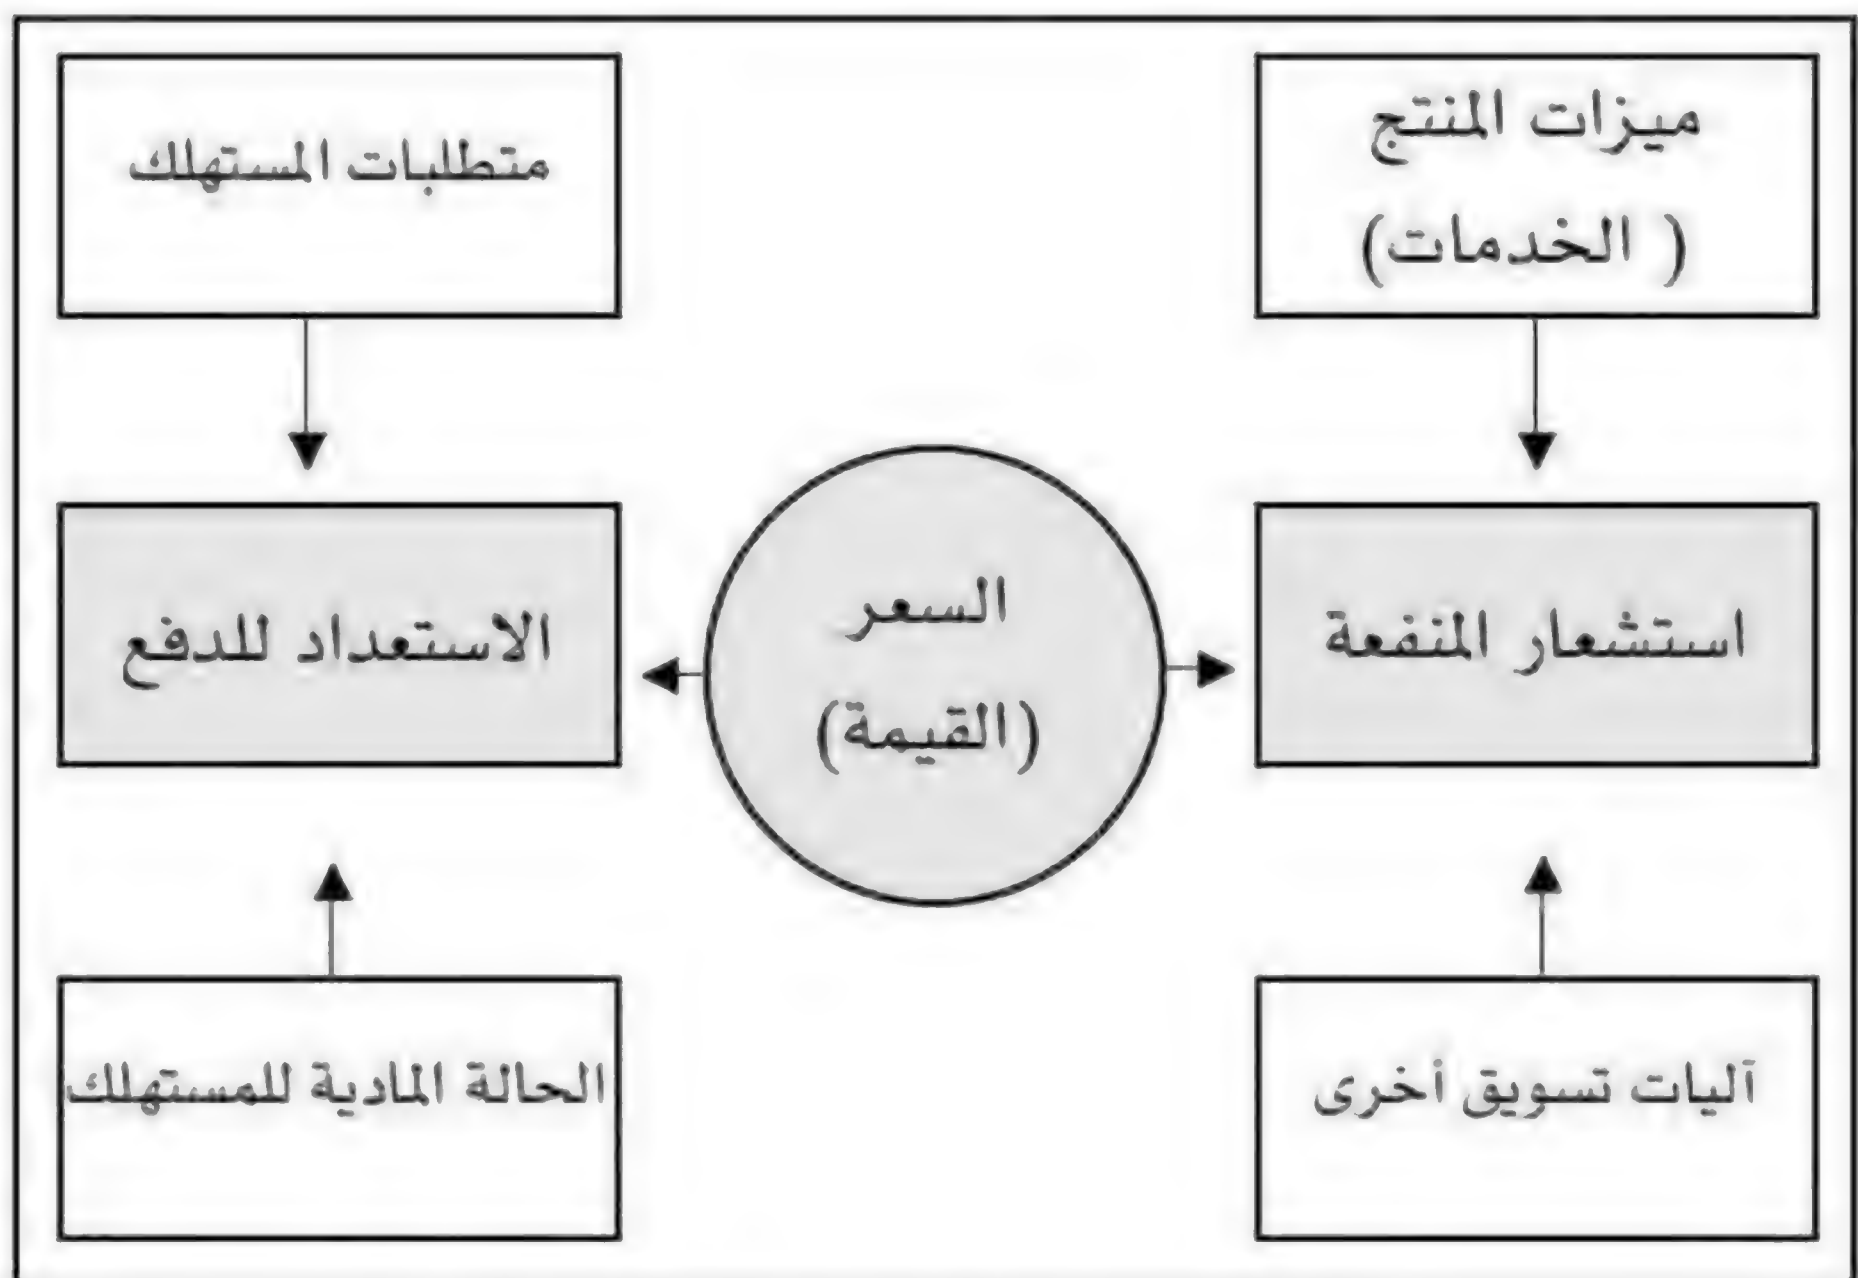 ميزات المنتج
( الخدمات)
متطلبات المستهلك
استشعار المنفعة
السعر
(القيمة)
الاستعداد للدفع
آليات تسويق أخرى
الحالة المادية للمستهلك